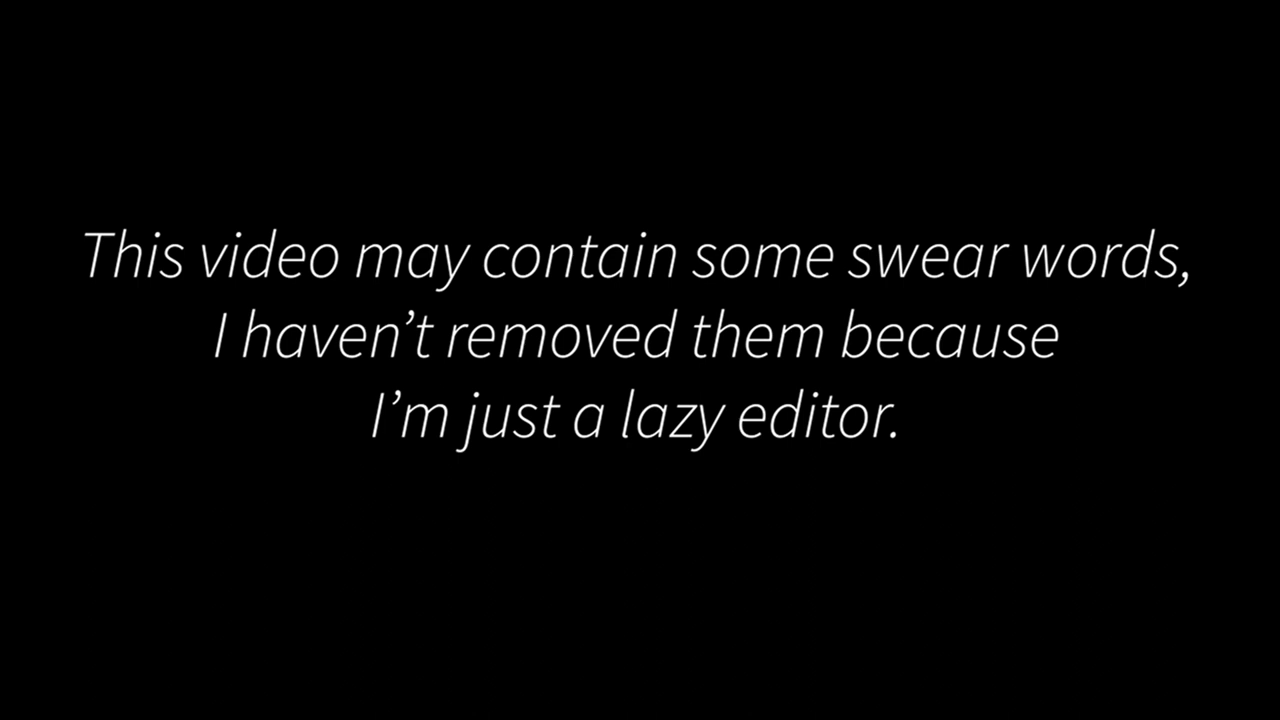 This video may contain some swear words,
I haven’t removed them because
I’m just a lazy editor.